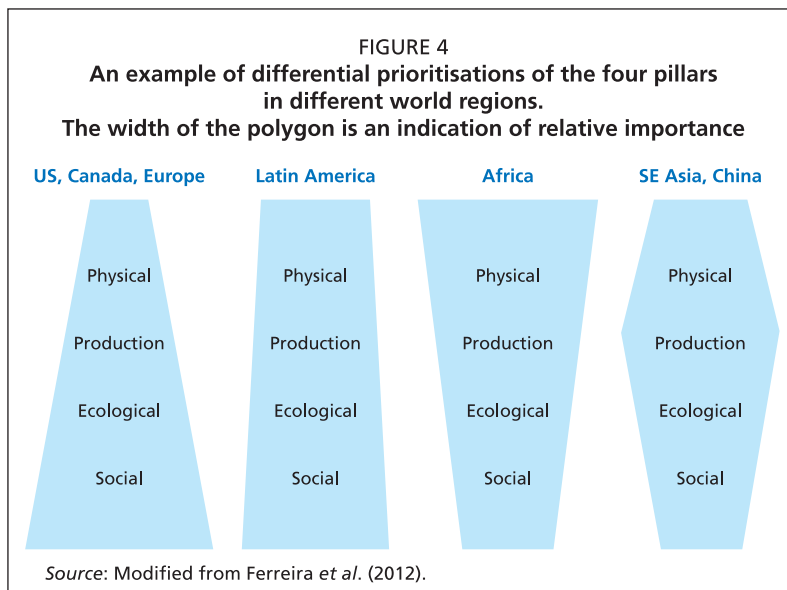 FIGURE 4
An example of differential prioritisations of the four pillars
in different world regions.
The width of the polygon is an indication of relative importance
US, Canada, Europe
Latin America
Africa
SE Asia, China
Physical
Physical
Physical
Physical
Production
Production
Production
Production
Ecological
Ecological
Ecological
Ecological
Social
Social
Social
Social
Source: Modified from Ferreira et al. (2012).